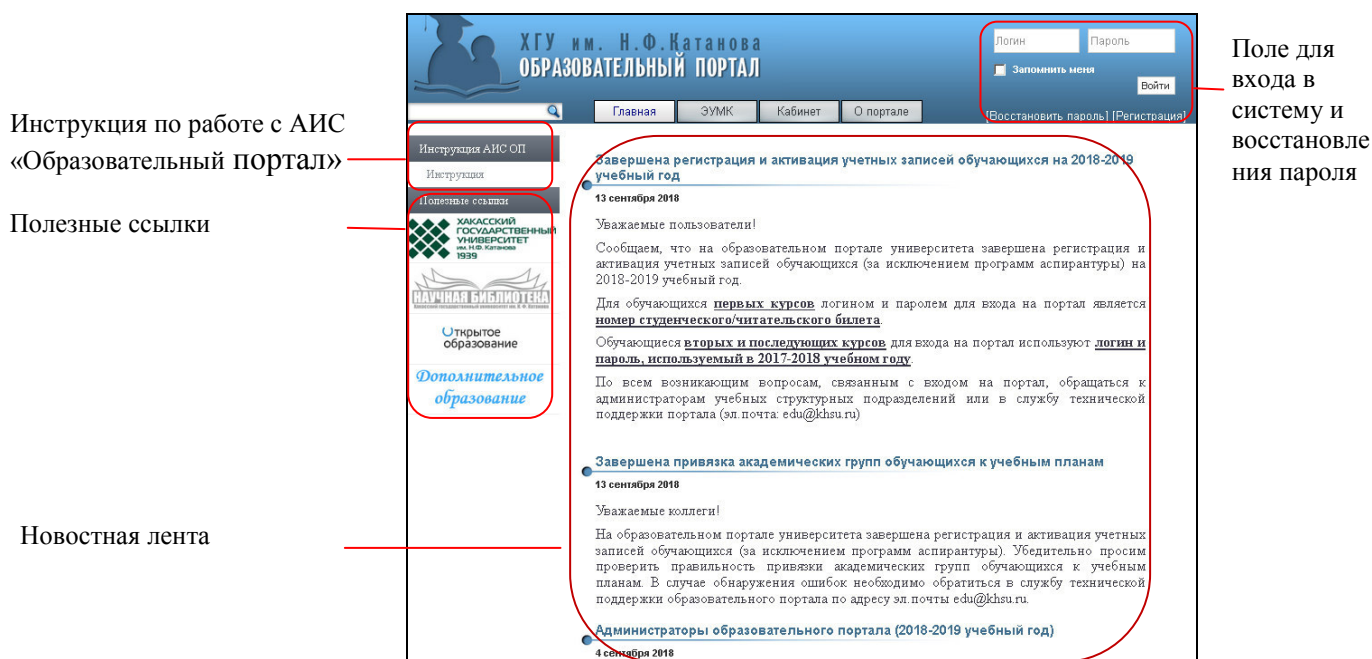 Инструкция по работе с АИС
«Образовательный портал»
Полезные ссылки
Новостная лента
ХГУ им. Н.Ф.Катанова
ОБРАЗОВАТЕЛЬНЫЙ ПОРТАЛ
Логин
Пароль
Запомнить меня
Войти
[Восстановить пароль] [Регистрация]
Главная
ЭУМК
Кабинет
О портале
Инструкция АИС ОП
Инструкция
Полезные ссылки
ХАКАССКИЙ
ГОСУДАРСТВЕННЫЙ
УНИВЕРСИТЕТ
им. Н.Ф. Катанова
1939
НАУЧНАЯ БИБЛИОТЕКА
Открытое
образование
Дополнительное
образование
Завершена регистрация и активация учетных записей обучающихся на 2018-2019
учебный год
13 сентября 2018
Уважаемые пользователи!
Сообщаем, что на образовательном портале университета завершена регистрация и
активация учетных записей обучающихся (за исключением программ аспирантуры) на
2018-2019 учебный год.
Для обучающихся первых курсов логином и паролем для входа на портал является
номер студенческого/читательского билета.
Обучающиеся вторых и последующих курсов для входа на портал используют логин и
пароль, используемый в 2017-2018 учебном году.
По всем возникающим вопросам, связанным с входом на портал, обращаться к
администраторам учебных структурных подразделений или в службу технической
поддержки портала (эл.почта: edu@khsu.ru)
Завершена привязка академических групп обучающихся к учебным планам
13 сентября 2018
Уважаемые коллеги!
На образовательном портале университета завершена регистрация и активация учетных
записей обучающихся (за исключением программ аспирантуры). Убедительно просим
проверить правильность привязки академических групп обучающихся к учебным
планам. В случае обнаружения ошибок необходимо обратиться в службу технической
поддержки образовательного портала по адресу эл.почты edu@khsu.ru.
Администраторы образовательного портала (2018-2019 учебный год)
4 сентября 2018
Поле для
входа в
систему и
восстановле
ния пароля